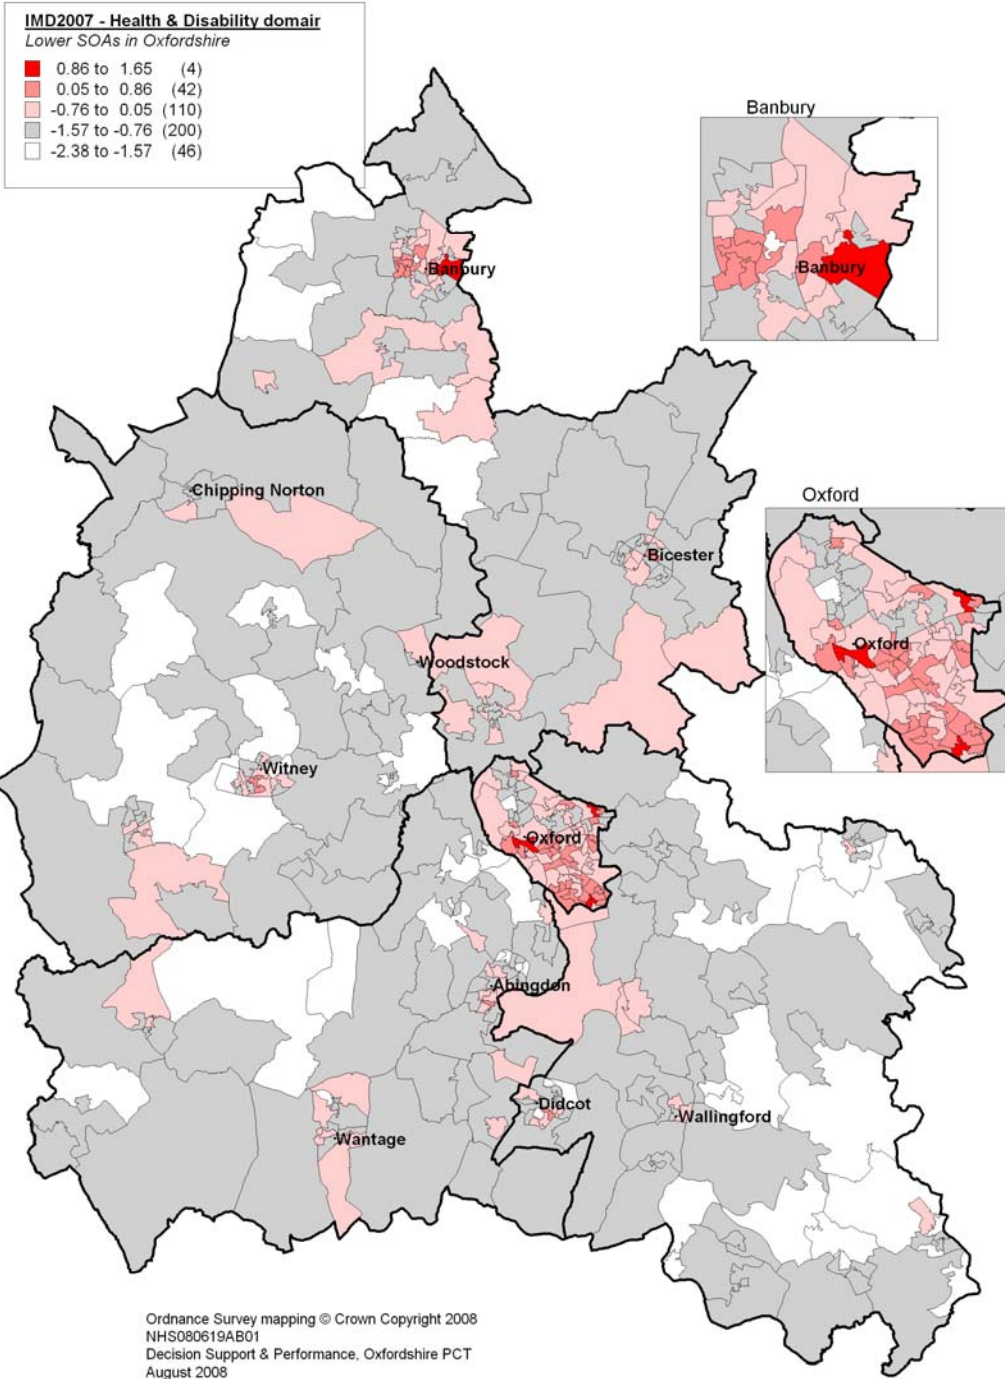 IMD2007 - Health & Disability domair
Lower SOAs in Oxfordshire
0.86 to 1.65 (4)
0.05 to 0.86 (42)
-0.76 to 0.05 (110)
-1.57 to -0.76 (200)
-2.38 to -1.57 (46)
Banbury
Banbury
Banbury
Chipping Norton
Oxford
Bicester
Oxford
Woodstock
Witney
Oxford
Abingdon
Didcot
Wallingford
Wantage
Ordnance Survey mapping © Crown Copyright 2008
NHS080619AB01
Decision Support & Performance, Oxfordshire PCT
August 2008